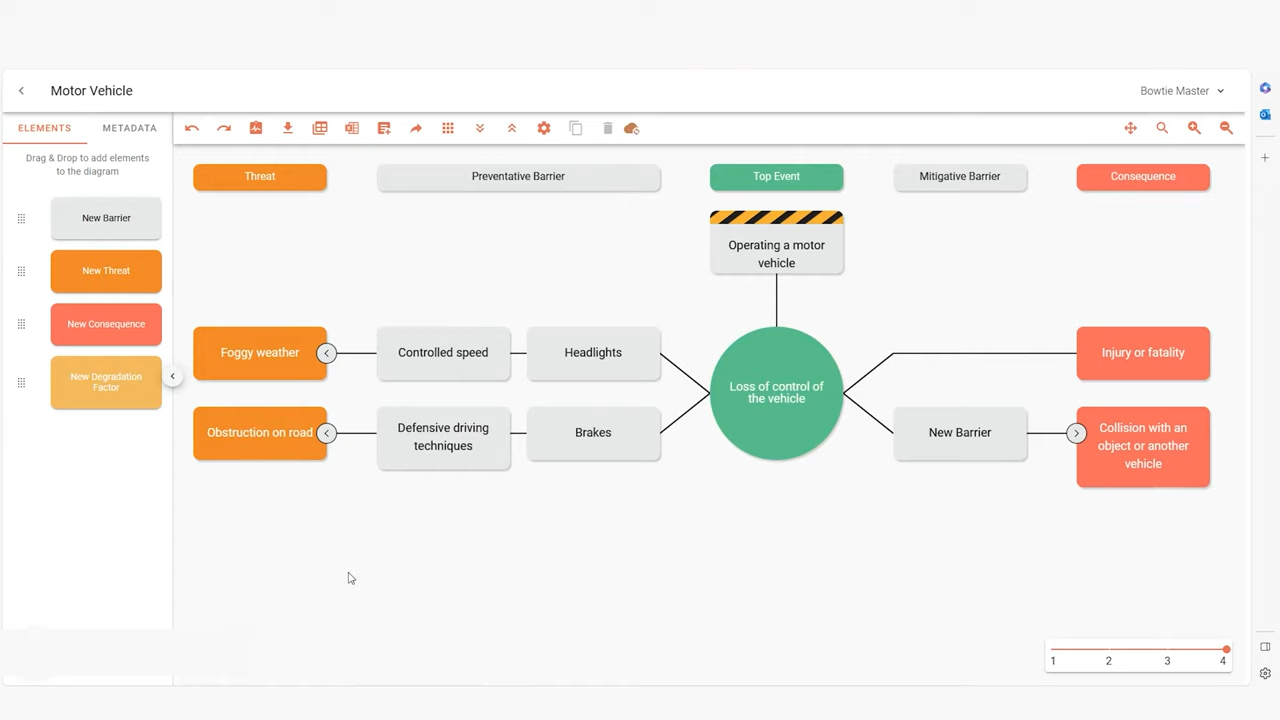 Motor Vehicle
Bowtie Master
ELEMENTS
METADATA
Drag & Drop to add elements
to the diagram
New Barrier
New Threat
New Consequence
New Degradation
Factor
Threat
Preventative Barrier
Top Event
Mitigative Barrier
Consequence
Operating a motor
vehicle
Foggy weather
Controlled speed
Headlights
Loss of control of
the vehicle
Injury or fatality
Obstruction on road
Defensive driving
techniques
Brakes
New Barrier
Collision with an
object or another
vehicle
1 2 3 4